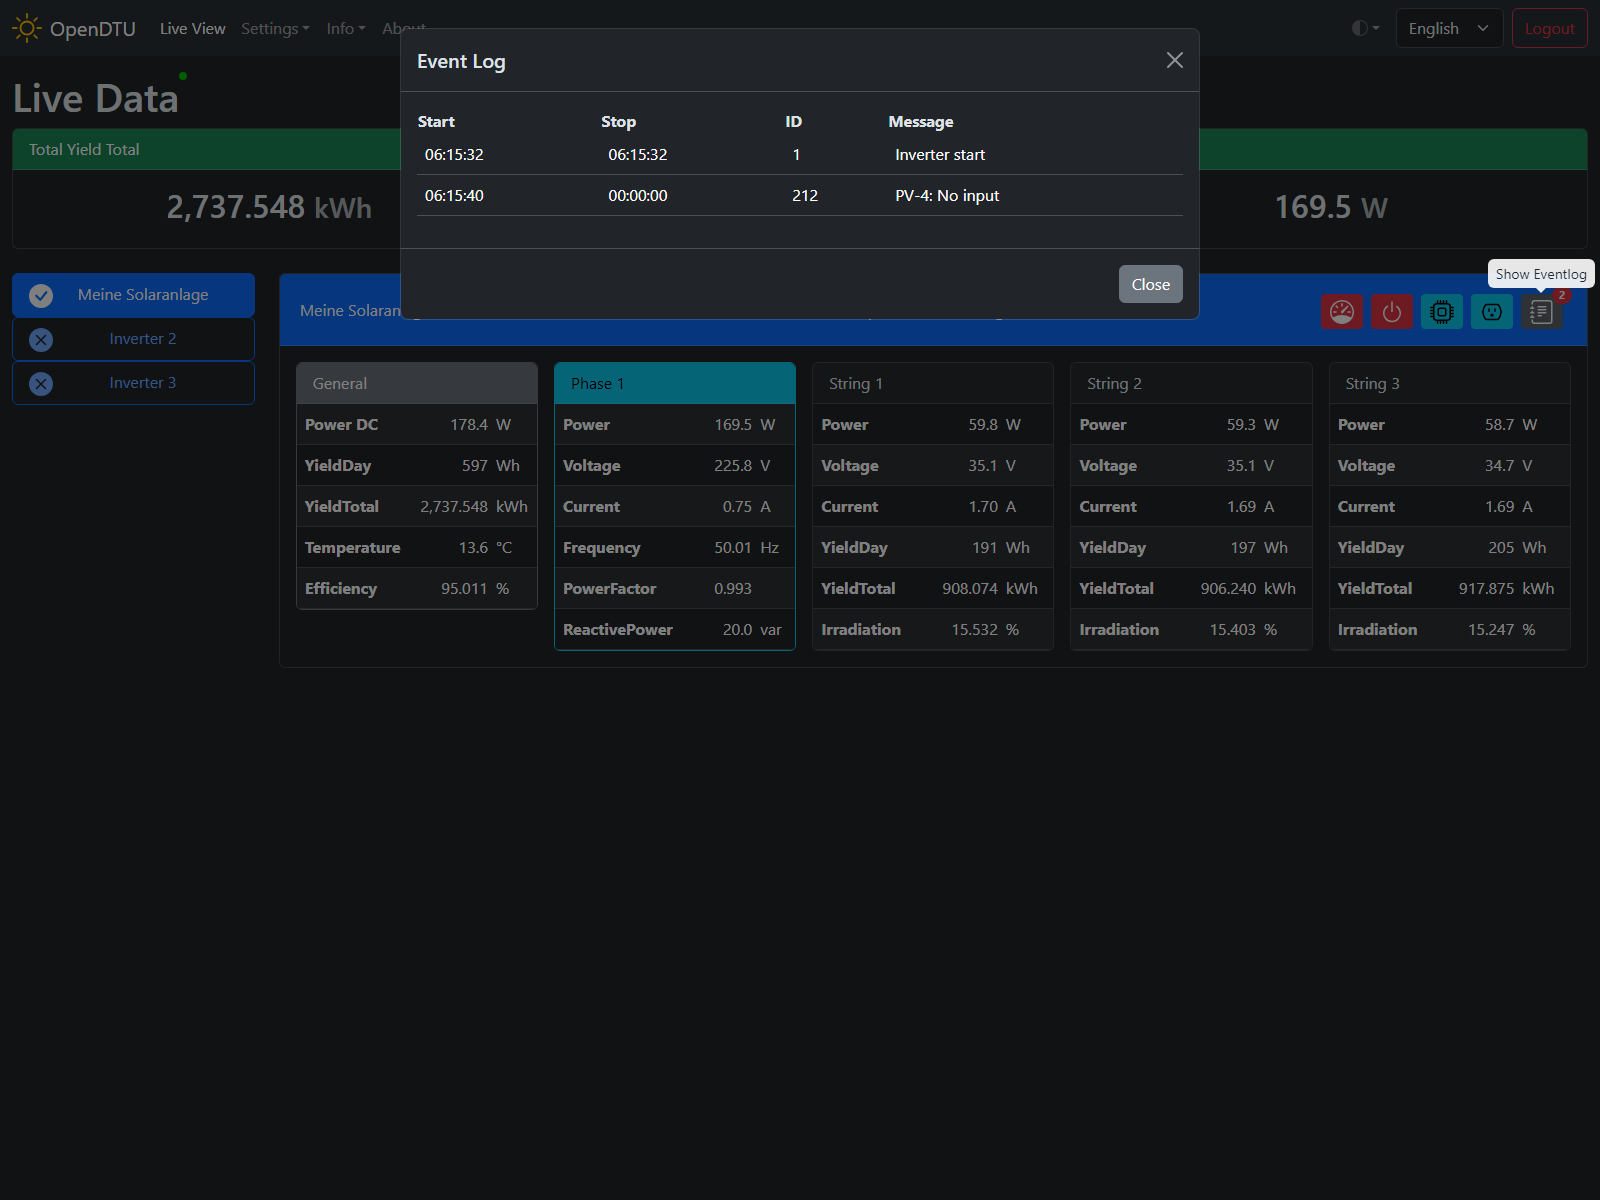 OpenDTU Live View Settings Info About English Logout
Event Log
Live Data
Start Stop ID Message
Total Yield Total
06:15:32 06:15:32 1 Inverter start
06:15:40 00:00:00 212 PV-4: No input
2,737.548 kWh 169.5 W
Close
Show Eventlog
2
Meine Solaranlage
Inverter 2
Inverter 3
Meine Solaran
General
Power DC 178.4 W
YieldDay 597 Wh
YieldTotal 2,737.548 kWh
Temperature 13.6 °C
Efficiency 95.011 %
Phase 1
Power 169.5 W
Voltage 225.8 V
Current 0.75 A
Frequency 50.01 Hz
PowerFactor 0.993
ReactivePower 20.0 var
String 1
Power 59.8 W
Voltage 35.1 V
Current 1.70 A
YieldDay 191 Wh
YieldTotal 908.074 kWh
Irradiation 15.532 %
String 2
Power 59.3 W
Voltage 35.1 V
Current 1.69 A
YieldDay 197 Wh
YieldTotal 906.240 kWh
Irradiation 15.403 %
String 3
Power 58.7 W
Voltage 34.7 V
Current 1.69 A
YieldDay 205 Wh
YieldTotal 917.875 kWh
Irradiation 15.247 %